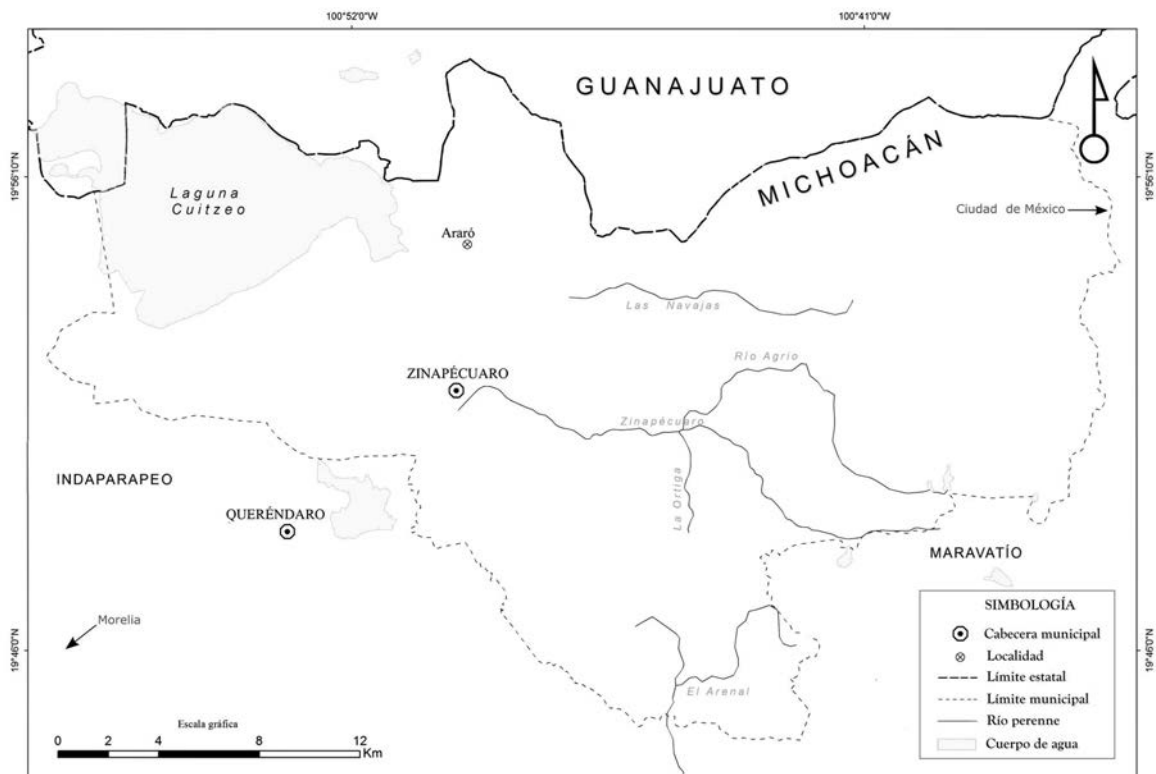 100°52'0"W
100°41'0"W
GUANAJUATO
MICHOACÁN
19°56'10"N
19°56'10"N
Laguna
Cuitzeo
Ciudad de México
Araró
Las Navajas
Río Agrio
ZINAPÉCUARO
Zinapécuaro
La Ortiga
INDAPARAPEO
QUERÉNDARO
MARAVATÍO
Morelia
19°46'0"N
19°46'0"N
El Arenal
SIMBOLOGÍA
Cabecera municipal
Localidad
Límite estatal
Límite municipal
Río perenne
Cuerpo de agua
Escala gráfica
0 2 4 8 12
Km